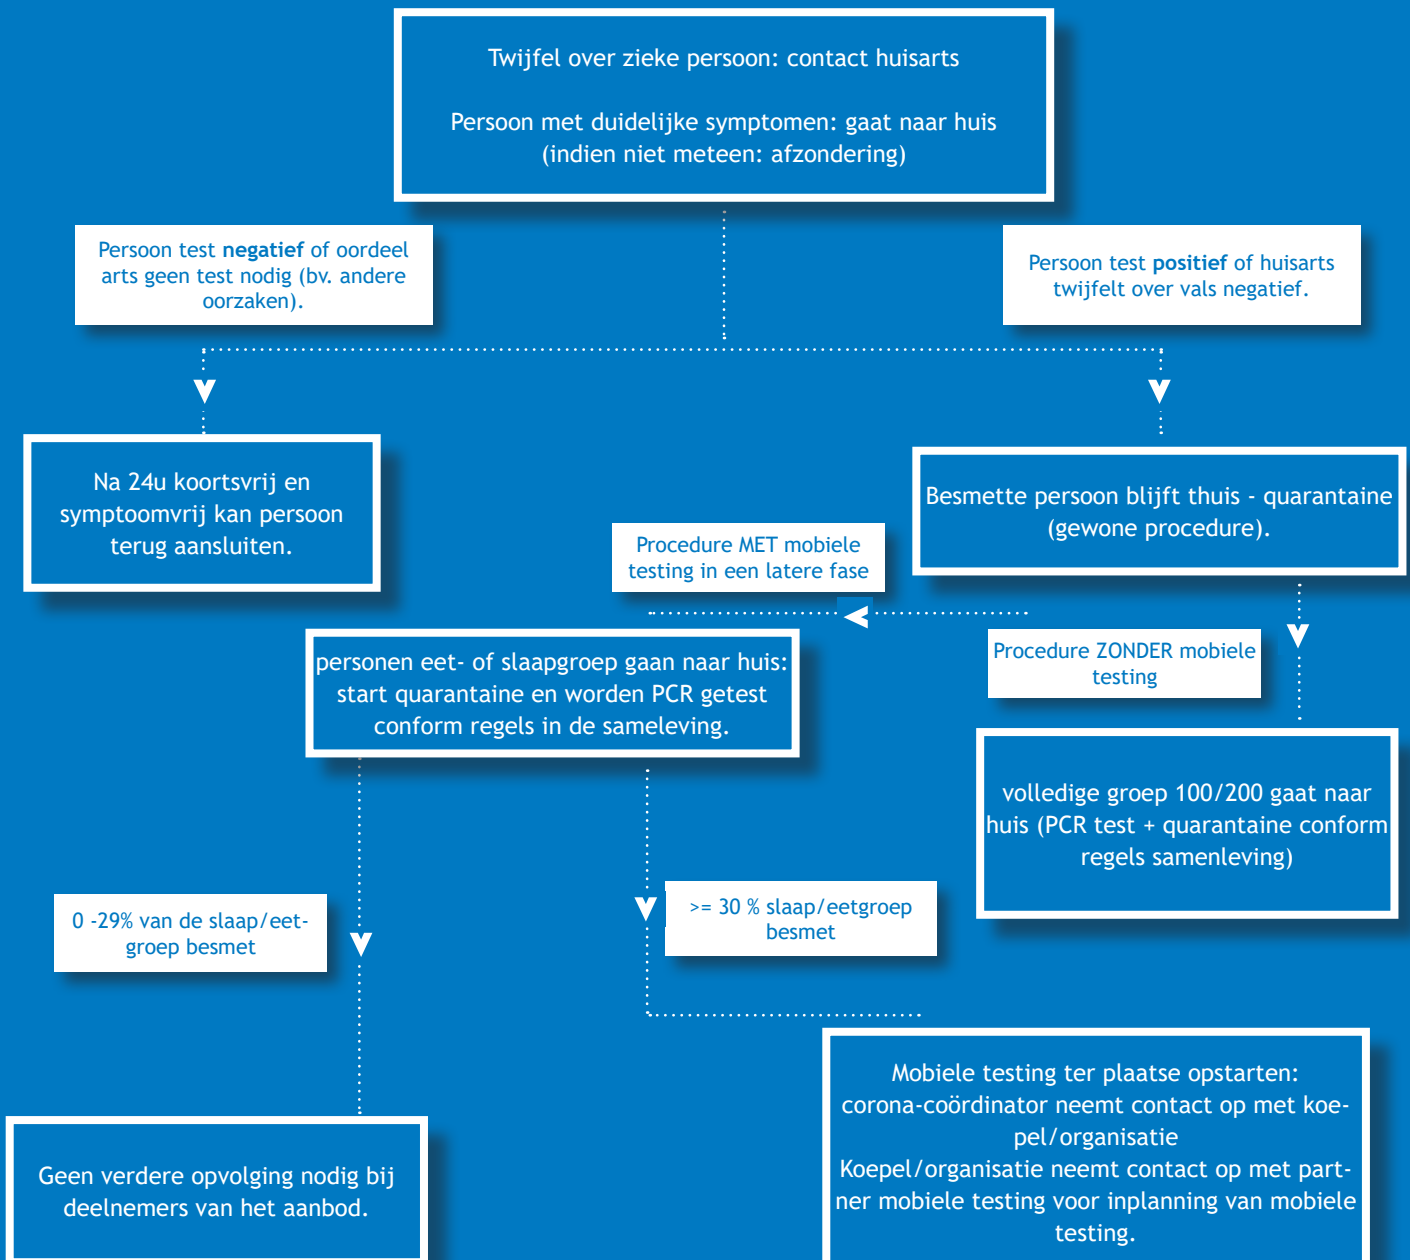 Twijfel over zieke persoon: contact huisarts
Persoon met duidelijke symptomen: gaat naar huis
(indien niet meteen: afzondering)
Persoon test negatief of oordeel
arts geen test nodig (bv. andere
oorzaken).
Persoon test positief of huisarts
twijfelt over vals negatief.
Na 24u koortsvrij en
symptoomvrij kan persoon
terug aansluiten.
Besmette persoon blijft thuis - quarantaine
(gewone procedure).
Procedure MET mobiele
testing in een latere fase
Procedure ZONDER mobiele
testing
personen eet- of slaapgroep gaan naar huis:
start quarantaine en worden PCR getest
conform regels in de sameleving.
volledige groep 100/200 gaat naar
huis (PCR test + quarantaine conform
regels samenleving)
0 -29% van de slaap/eet-
groep besmet
>= 30 % slaap/eetgroep
besmet
Mobiele testing ter plaatse opstarten:
corona-coördinator neemt contact op met koe-
pel/organisatie
Koepel/organisatie neemt contact op met part-
ner mobiele testing voor inplanning van mobiele
testing.
Geen verdere opvolging nodig bij
deelnemers van het aanbod.